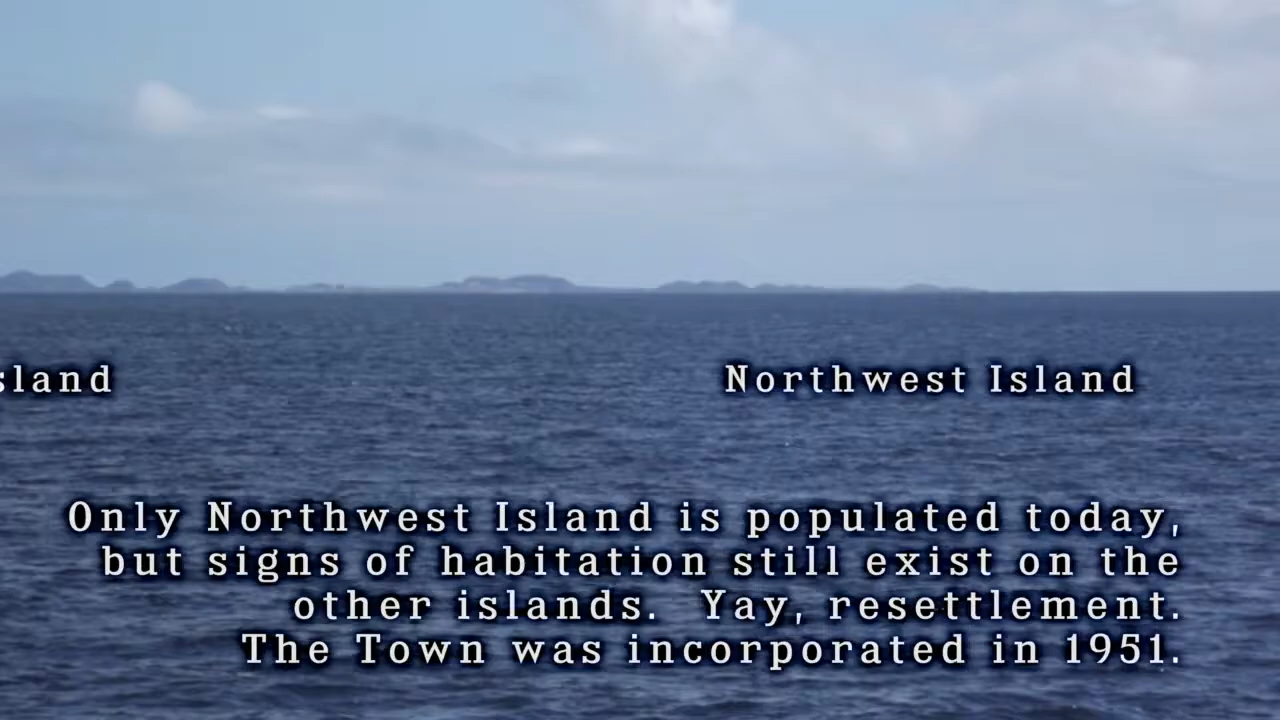 sland Northwest Island
Only Northwest Island is populated today,
but signs of habitation still exist on the
other islands. Yay, resettlement.
The Town was incorporated in 1951.